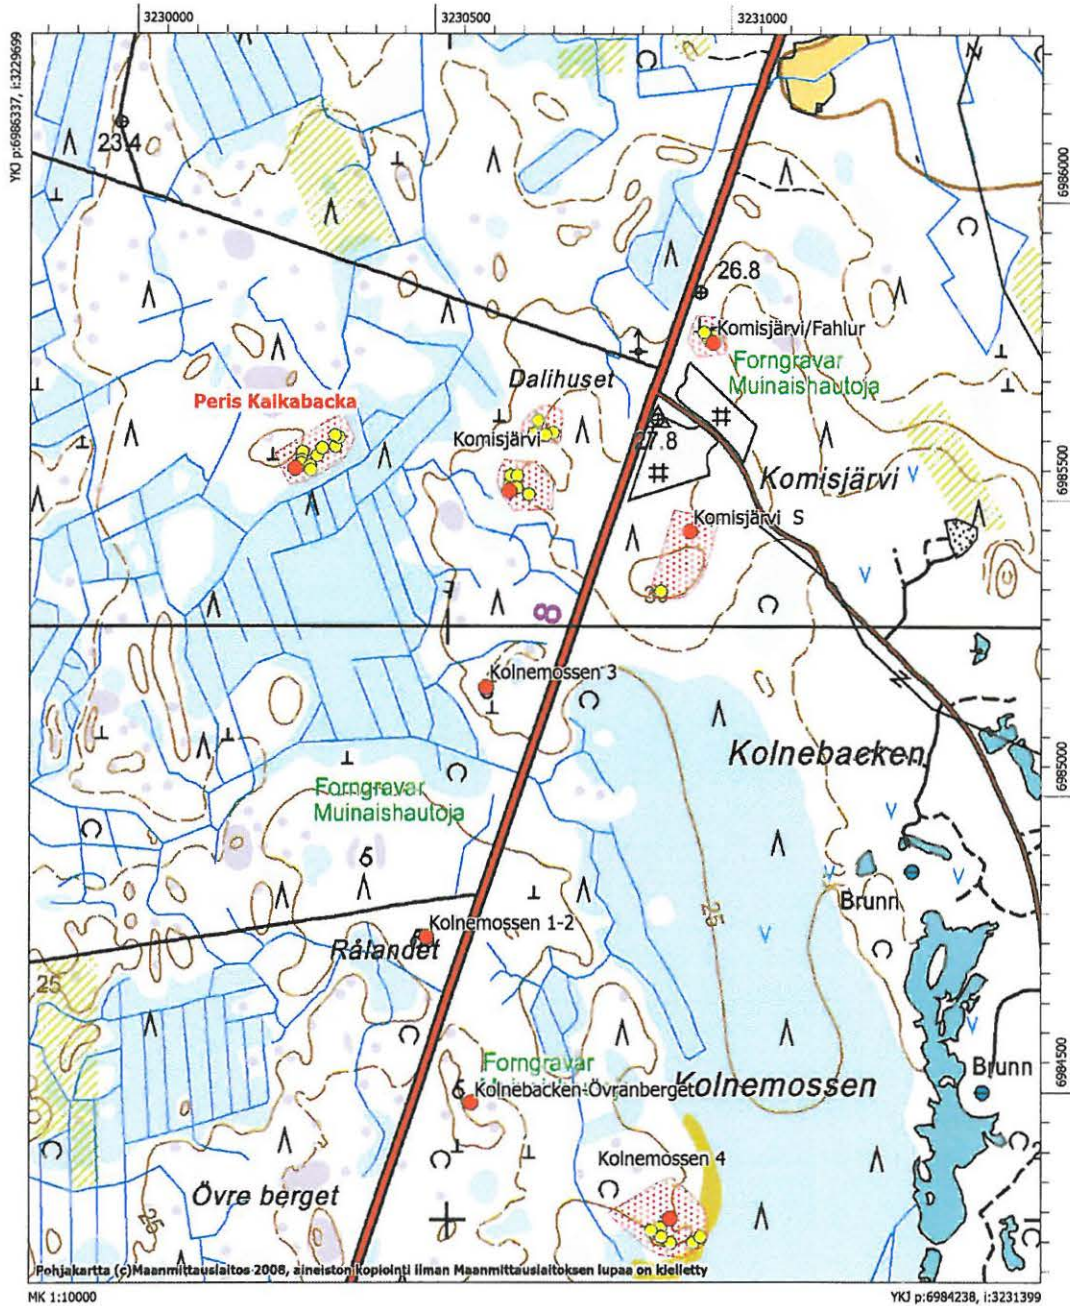 3230000
3230500
3231000
YKJ p:6986337, i:3229699
23.4
6986000
26.8
Komisjärvi/Fahlur
Forngravar
Muinaishautoja
Dalihuset
Peris Kalkabacka
Komisjärvi
27.8
Komisjärvi
6985500
Komisjärvi S
30
8
Kolnemossen 3
Kolnebacken
6985000
Forngravar
Muinaishautoja
25
Brunn
Kolnemossen 1-2
Rålandet
25
Forngravar
Kolnebacken-Övranberget
Kolnemossen
Brunn
6984500
Kolnemossen 4
Övre berget
25
Pohjakartta (c)Maanmittauslaitos 2008, aineiston kopiointi ilman Maanmittauslaitoksen lupaa on kielletty
MK 1:10000
YKJ p:6984238, i:3231399